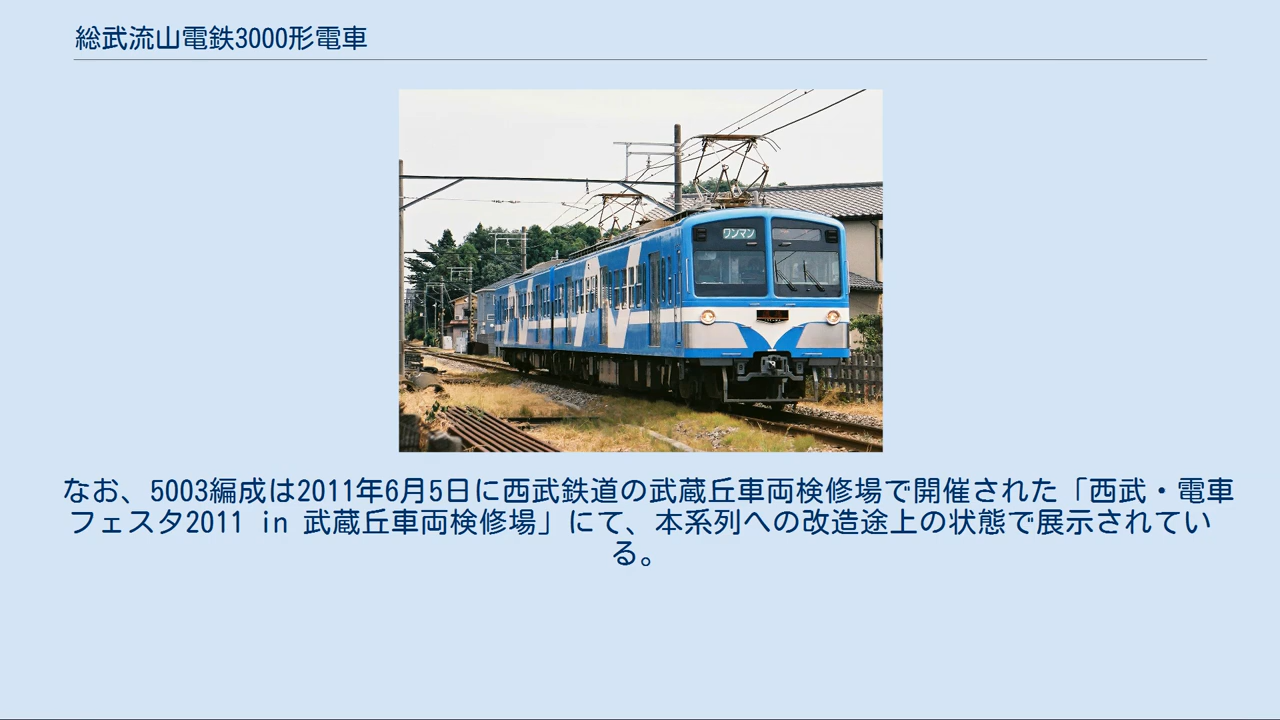 総武流山電鉄3000形電車
ワンマン
なお、5003編成は2011年6月5日に西武鉄道の武蔵丘車両検修場で開催された「西武・電車
フェスタ2011 in 武蔵丘車両検修場」にて、本系列への改造途上の状態で展示されてい
る。